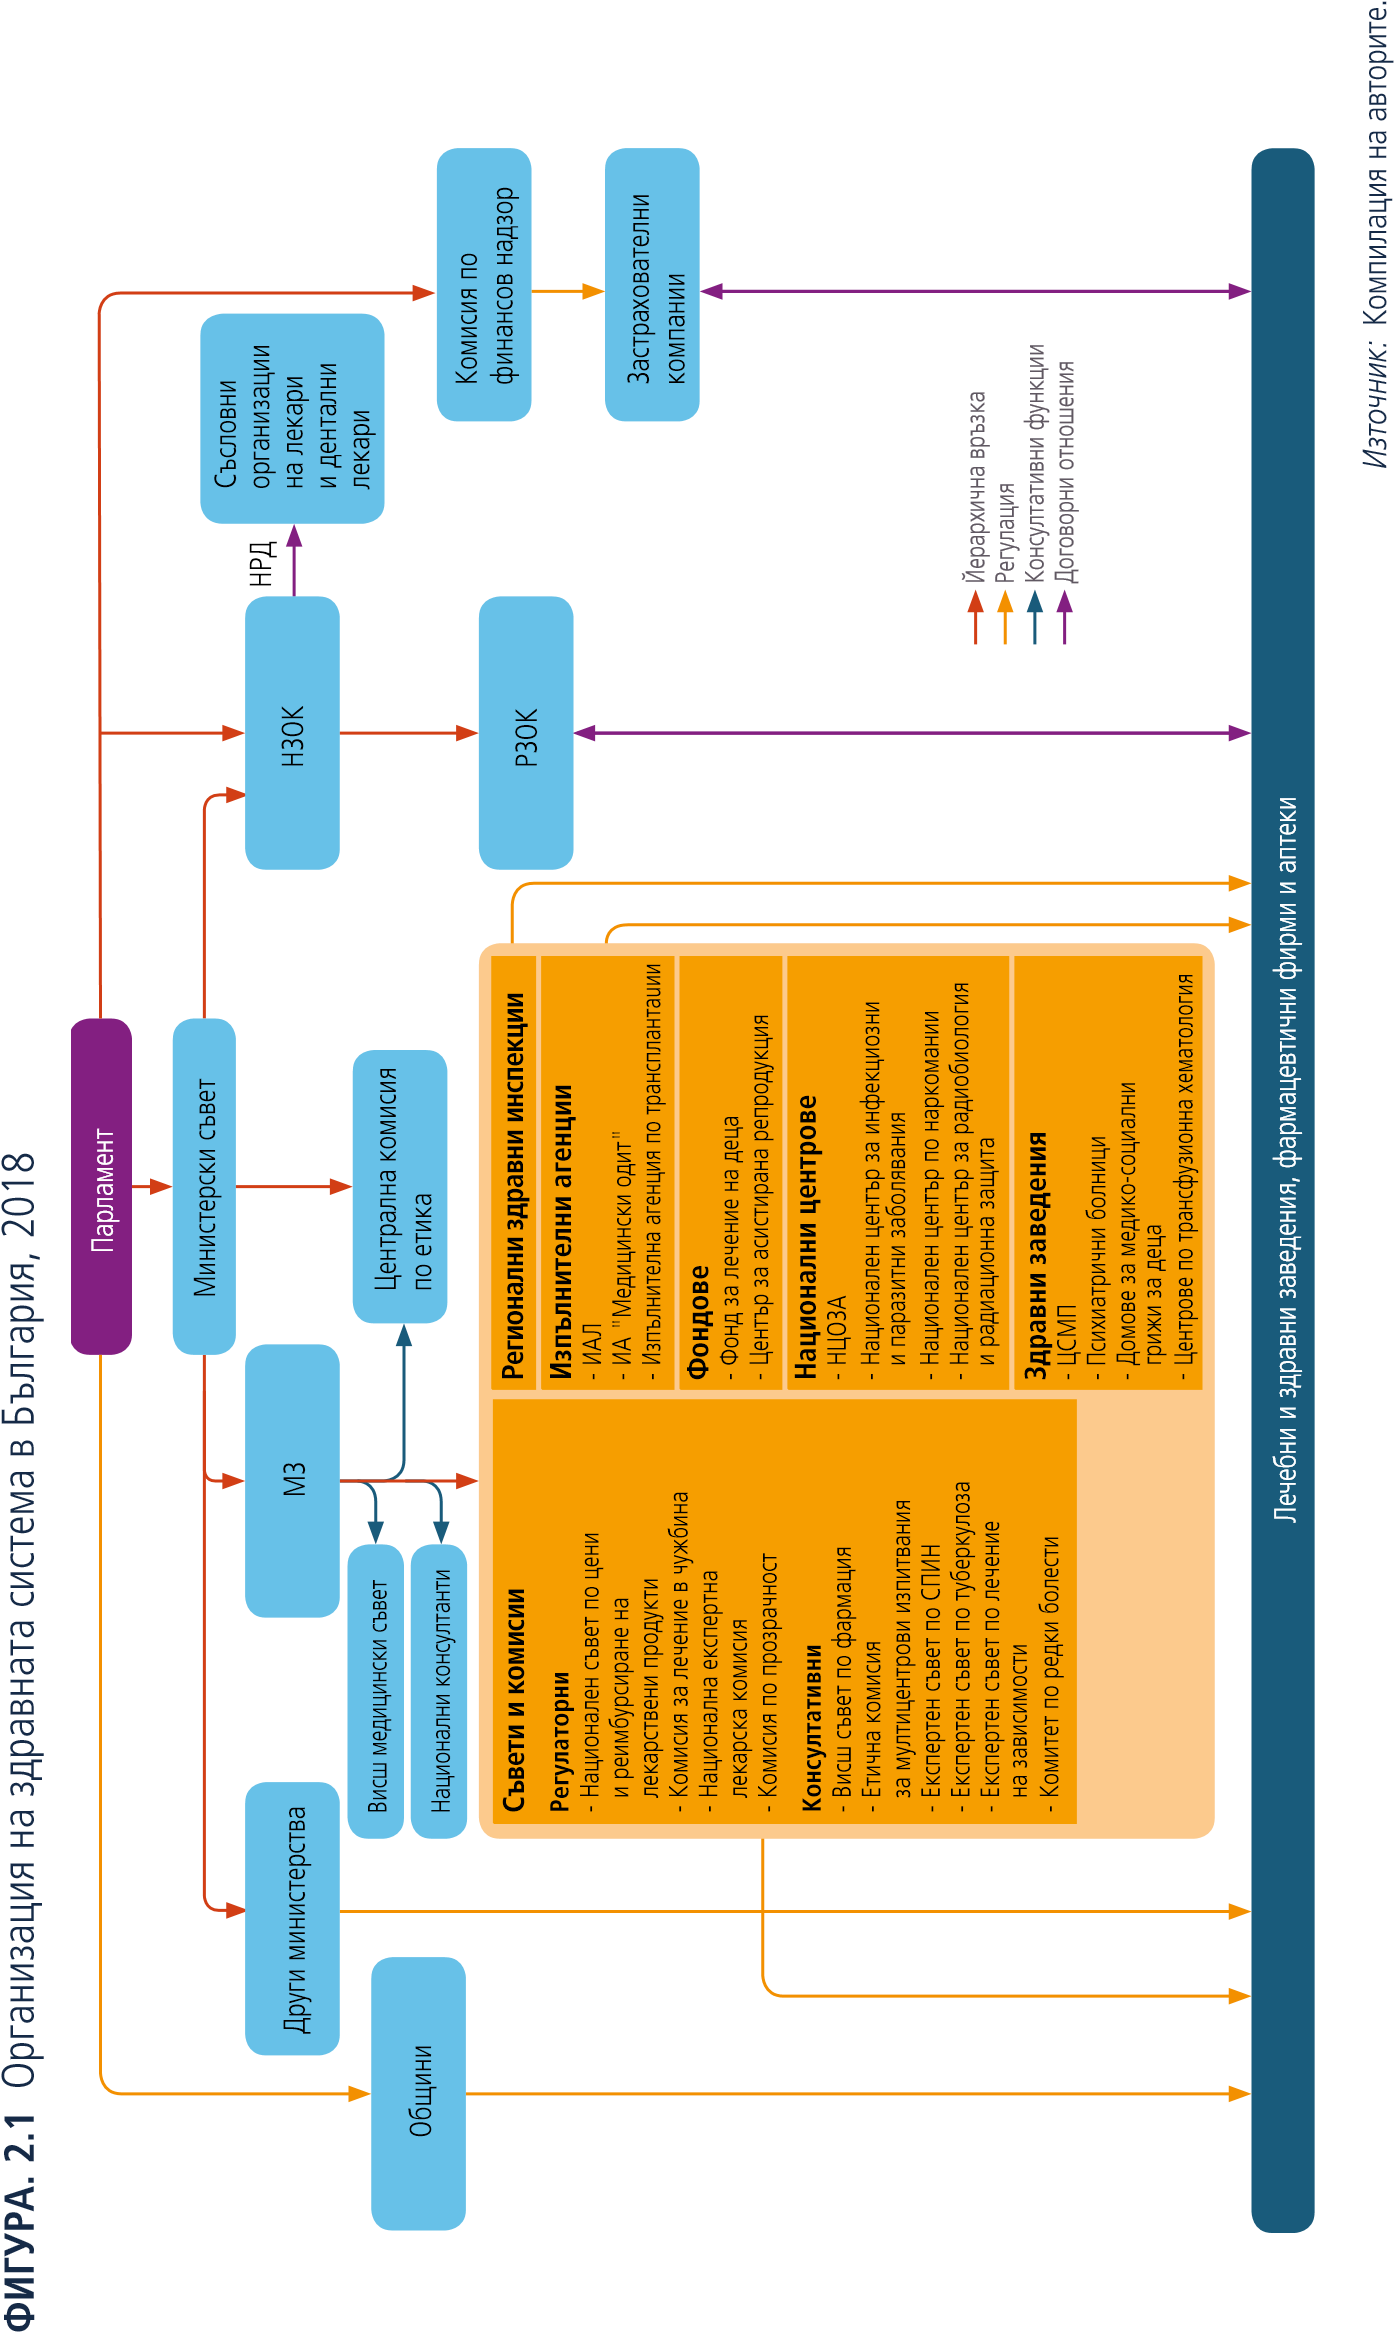 ФИГУРА. 2.1 Организация на здравната система в България, 2018
Парламент
Министерски съвет
Общини
Други министерства
МЗ
Висш медицински съвет
Национални консултанти
Централна комисия
по етика
НЗОК
НРД
Съсловни
организации
на лекари
и дентални
лекари
РЗОК
Комисия по
финансов надзор
Застрахователни
компании
Съвети и комисии
Регулаторни
- Национален съвет по цени
и реимбурсиране на
лекарствени продукти
- Комисия за лечение в чужбина
- Национална експертна
лекарска комисия
- Комисия по прозрачност
Консултативни
- Висш съвет по фармация
- Етична комисия
за мултицентрови изпитвания
- Експертен съвет по СПИН
- Експертен съвет по туберкулоза
- Експертен съвет по лечение
на зависимости
- Комитет по редки болести
Регионални здравни инспекции
Изпълнителни агенции
- ИАЛ
- ИА "Медицински одит"
- Изпълнителна агенция по трансплантации
Фондове
- Фонд за лечение на деца
- Център за асистирана репродукция
Национални центрове
- НЦОЗА
- Национален център за инфекциозни
и паразитни заболявания
- Национален център по наркомании
- Национален център за радиобиология
и радиационна защита
Здравни заведения
- ЦСМП
- Психиатрични болници
- Домове за медико-социални
грижи за деца
- Центрове по трансфузионна хематология
Йерархична връзка
Регулация
Консултативни функции
Договорни отношения
Лечебни и здравни заведения, фармацевтични фирми и аптеки
Източник: Компилация на авторите.